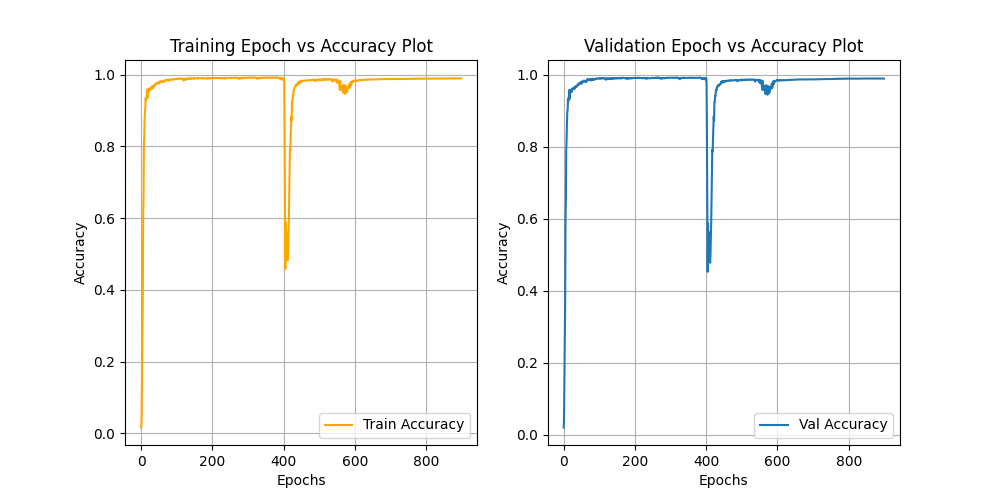 Training Epoch vs Accuracy Plot
Accuracy
1.0
0.8
0.6
0.4
0.2
0.0
0 200 400 600 800
Epochs
Train Accuracy
Validation Epoch vs Accuracy Plot
Accuracy
1.0
0.8
0.6
0.4
0.2
0.0
0 200 400 600 800
Epochs
Val Accuracy